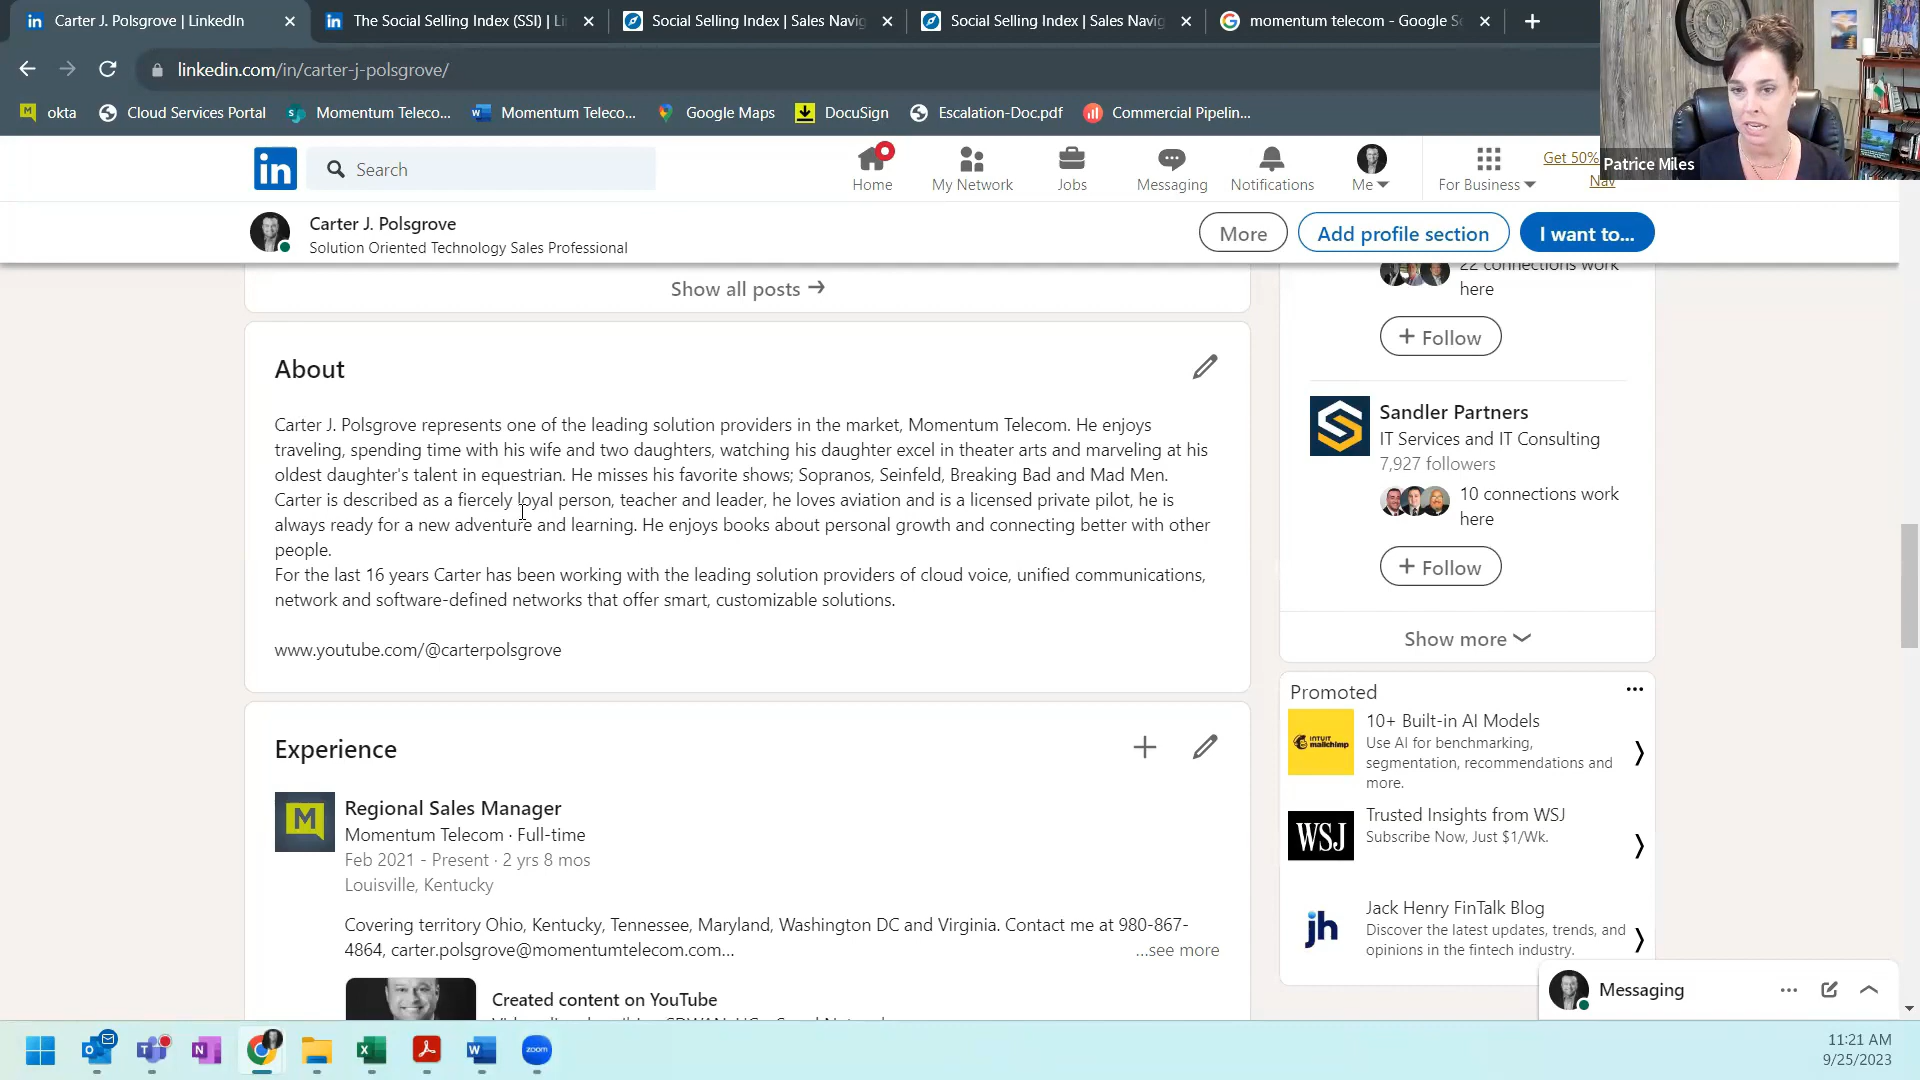 Carter J. Polsgrove | LinkedIn
The Social Selling Index (SSI) | Li
Social Selling Index | Sales Navig
Social Selling Index | Sales Navig
momentum telecom - Google Se
linkedin.com/in/carter-j-polsgrove/
okta
Cloud Services Portal
Momentum Teleco...
Momentum Teleco...
Google Maps
DocuSign
Escalation-Doc.pdf
Commercial Pipelin...
Patrice Miles
in
Search
Home
My Network
Jobs
Messaging
Notifications
Me
For Business
Get 50%
Nav
Carter J. Polsgrove
Solution Oriented Technology Sales Professional
More
Add profile section
I want to...
Show all posts →
About
Carter J. Polsgrove represents one of the leading solution providers in the market, Momentum Telecom. He enjoys
traveling, spending time with his wife and two daughters, watching his daughter excel in theater arts and marveling at his
oldest daughter's talent in equestrian. He misses his favorite shows; Sopranos, Seinfeld, Breaking Bad and Mad Men.
Carter is described as a fiercely loyal person, teacher and leader, he loves aviation and is a licensed private pilot, he is
always ready for a new adventure and learning. He enjoys books about personal growth and connecting better with other
people.
For the last 16 years Carter has been working with the leading solution providers of cloud voice, unified communications,
network and software-defined networks that offer smart, customizable solutions.
www.youtube.com/@carterpolsgrove
Experience
M
Regional Sales Manager
Momentum Telecom · Full-time
Feb 2021 - Present · 2 yrs 8 mos
Louisville, Kentucky
Covering territory Ohio, Kentucky, Tennessee, Maryland, Washington DC and Virginia. Contact me at 980-867-
4864, carter.polsgrove@momentumtelecom.com...
...see more
Created content on YouTube
22 connections work
here
+ Follow
Sandler Partners
IT Services and IT Consulting
7,927 followers
10 connections work
here
+ Follow
Show more
Promoted
10+ Built-in AI Models
Use AI for benchmarking,
segmentation, recommendations and
more.
INTUIT
mailchimp
Trusted Insights from WSJ
Subscribe Now, Just $1/Wk.
WSJ
Jack Henry FinTalk Blog
Discover the latest updates, trends, and
opinions in the fintech industry.
jh
Messaging
zoom
11:21 AM
9/25/2023